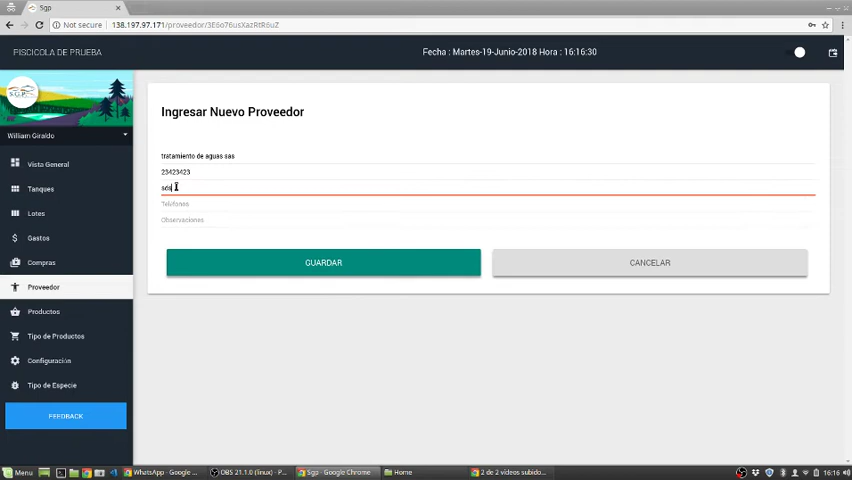 Sgp
Not secure
138.197.97.171/proveedor/3E6o76usXazRtR6uZ
PISCICOLA DE PRUEBA
Fecha : Martes-19-Junio-2018 Hora : 16:16:30
S.G.P
William Giraldo
Vista General
Tanques
Lotes
Gastos
Compras
Proveedor
Productos
Tipo de Productos
Configuración
Tipo de Especie
FEEDBACK
Ingresar Nuevo Proveedor
tratamiento de aguas sas
23423423
Telefonos
Observaciones
GUARDAR
CANCELAR
Menu
WhatsApp - Google ...
OBS 21.1.0 (linux) - P...
Sgp - Google Chrome
Home
2 de 2 vídeos subido...
16:16